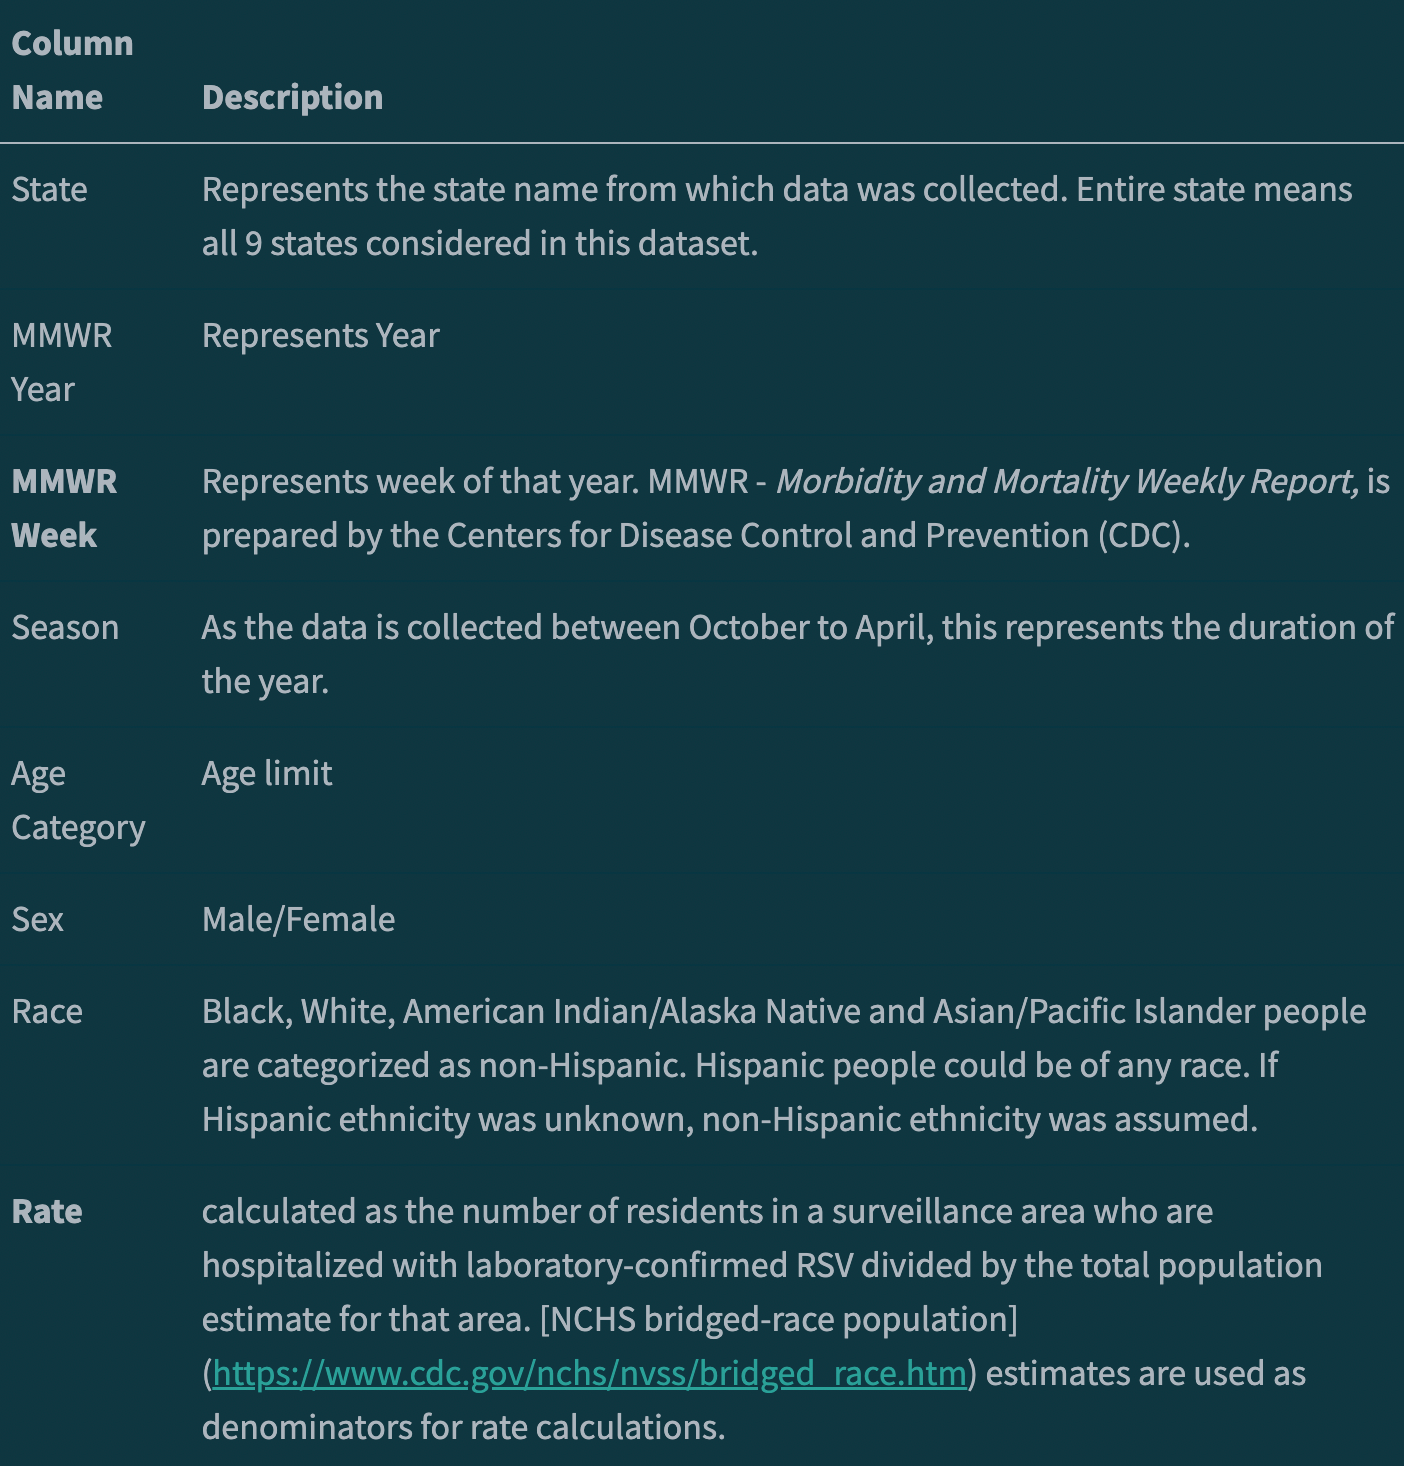 Column
Name Description
State Represents the state name from which data was collected. Entire state means
all 9 states considered in this dataset.
MMWR Represents Year
Year
MMWR Represents week of that year. MMWR - Morbidity and Mortality Weekly Report, is
Week prepared by the Centers for Disease Control and Prevention (CDC).
Season As the data is collected between October to April, this represents the duration of
the year.
Age Age limit
Category
Sex Male/Female
Race Black, White, American Indian/Alaska Native and Asian/Pacific Islander people
are categorized as non-Hispanic. Hispanic people could be of any race. If
Hispanic ethnicity was unknown, non-Hispanic ethnicity was assumed.
Rate calculated as the number of residents in a surveillance area who are
hospitalized with laboratory-confirmed RSV divided by the total population
estimate for that area. [NCHS bridged-race population]
(https://www.cdc.gov/nchs/nvss/bridged_race.htm) estimates are used as
denominators for rate calculations.